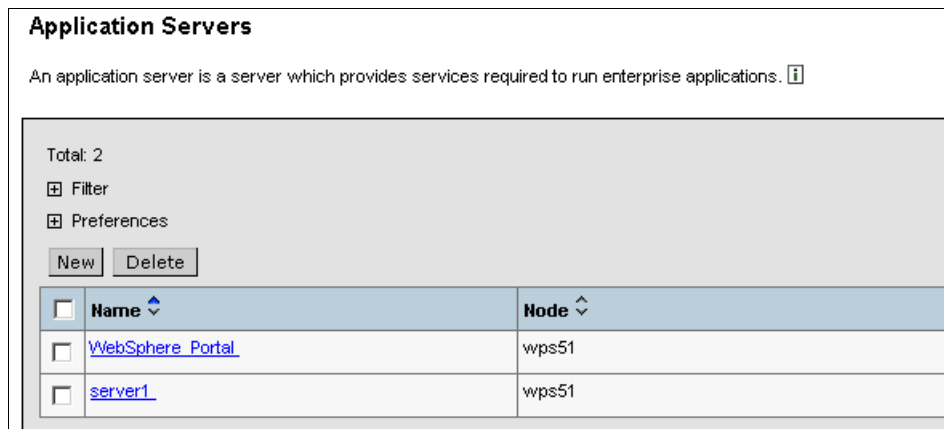 Application Servers
An application server is a server which provides services required to run enterprise applications. i
Total: 2
Filter
Preferences
New Delete
Name Node
WebSphere_Portal wps51
server1 wps51